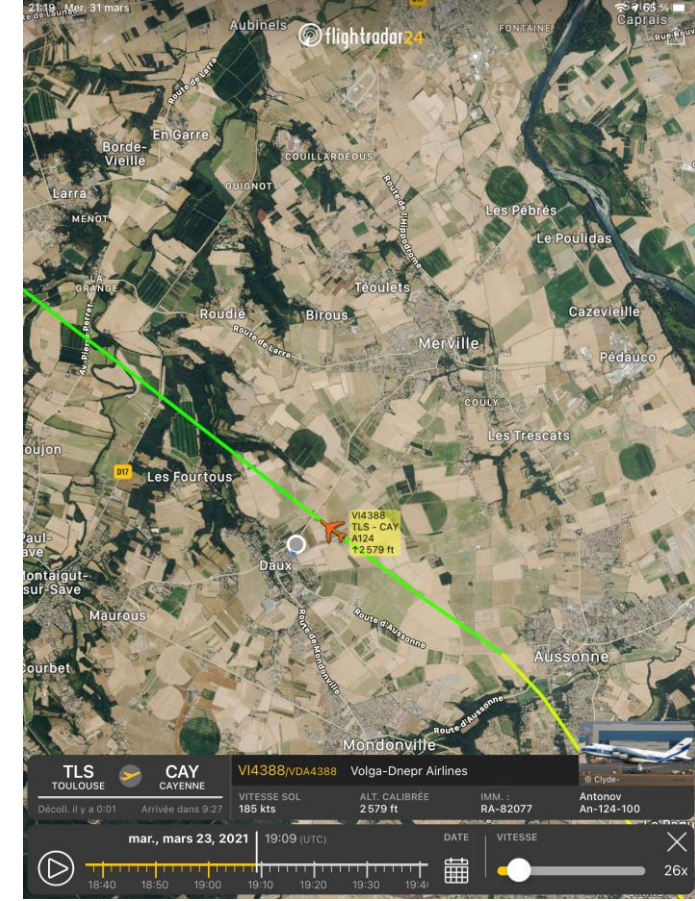 21:19 Mer. 31 mars
65 %
Aubinels
flightradar24
FONTAINE
Caprais
Route de Larra
En Garre
Borde-
Vieille
COUILLARDEOUS
GUIGNOT
Larra
MENOT
Route de l'Hippodrome
Les Pébrés
Le Poulidas
LA
GRANGE
Téoulets
Roudié
Birous
Cazevieille
Route de Larra
Merville
Pédauco
COULY
Les Trescats
oujon
D17
Les Fourtous
VI4388
TLS - CAY
A124
↑2 579 ft
Paul-
ave
Daux
Montaigut-
sur-Save
Maurous
Route d'Aussonne
Route de Mondonville
Aussonne
Courbet
Route d'Aussonne
Mondonville
© Clyde-
TLS
TOULOUSE
CAY
CAYENNE
VI4388/VDA4388 Volga-Dnepr Airlines
Décoll. il y a 0:01
Arrivée dans 9:27
VITESSE SOL
185 kts
ALT. CALIBRÉE
2 579 ft
IMM. :
RA-82077
Antonov
An-124-100
mar., mars 23, 2021
19:09 (UTC)
DATE
VITESSE
26x
18:40 18:50 19:00 19:10 19:20 19:30